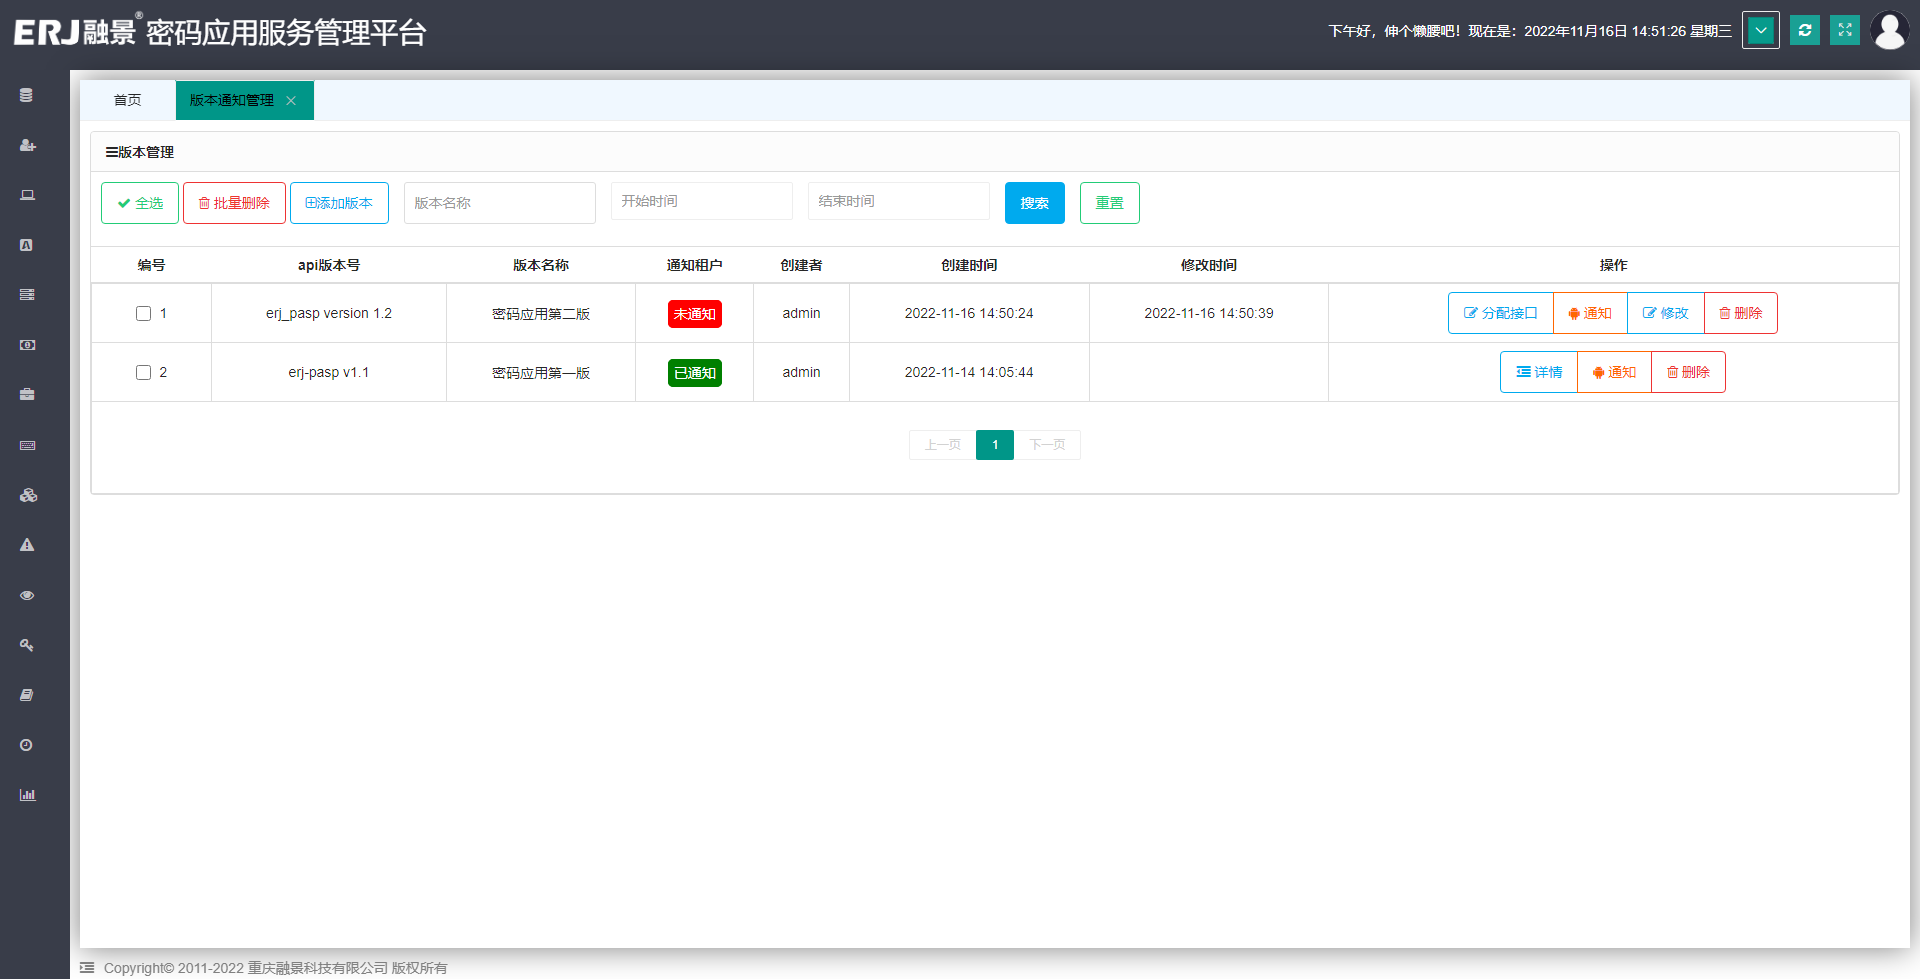 ERJ融景® 密码应用服务管理平台
下午好，伸个懒腰吧！现在是：2022年11月16日 14:51:26 星期三
首页 版本通知管理
版本管理
全选 批量删除 添加版本 版本名称 开始时间 结束时间 搜索 重置
编号 api版本号 版本名称 通知租户 创建者 创建时间 修改时间 操作
1 erj_pasp version 1.2 密码应用第二版 未通知 admin 2022-11-16 14:50:24 2022-11-16 14:50:39 分配接口 通知 修改 删除
2 erj-pasp v1.1 密码应用第一版 已通知 admin 2022-11-14 14:05:44 详情 通知 删除
上一页 1 下一页
Copyright© 2011-2022 重庆融景科技有限公司 版权所有